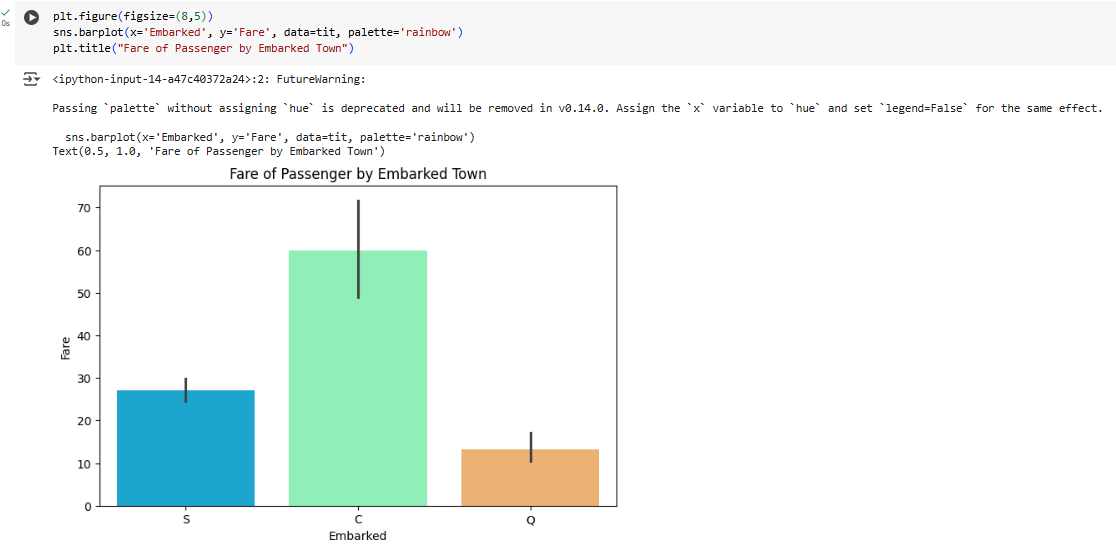 0s
plt.figure(figsize=(8,5))
sns.barplot(x='Embarked', y='Fare', data=tit, palette='rainbow')
plt.title("Fare of Passenger by Embarked Town")
<ipython-input-14-a47c40372a24>:2: FutureWarning:
Passing `palette` without assigning `hue` is deprecated and will be removed in v0.14.0. Assign the `x` variable to `hue` and set `legend=False` for the same effect.
sns.barplot(x='Embarked', y='Fare', data=tit, palette='rainbow')
Text(0.5, 1.0, 'Fare of Passenger by Embarked Town')
Fare of Passenger by Embarked Town
70
60
50
40
30
20
10
0
Fare
S C Q
Embarked